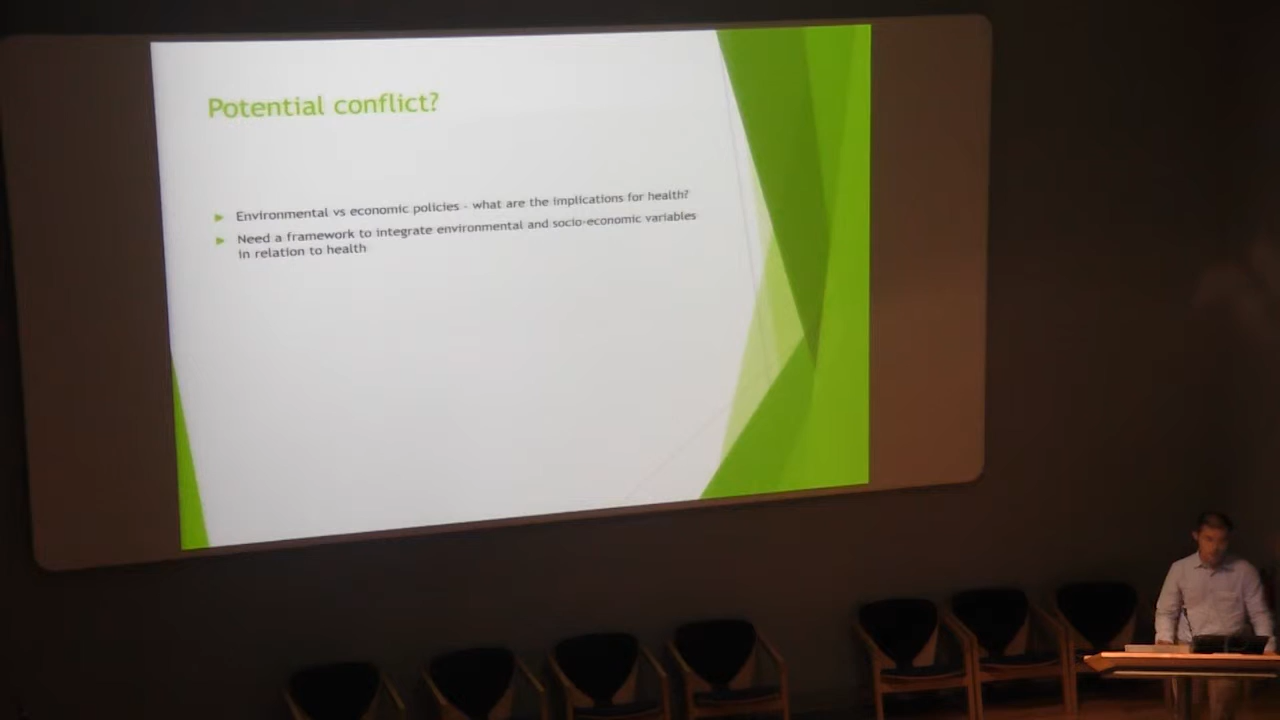 Potential conflict?
Environmental vs economic policies - what are the implications for health?
Need a framework to integrate environmental and socio-economic variables
in relation to health